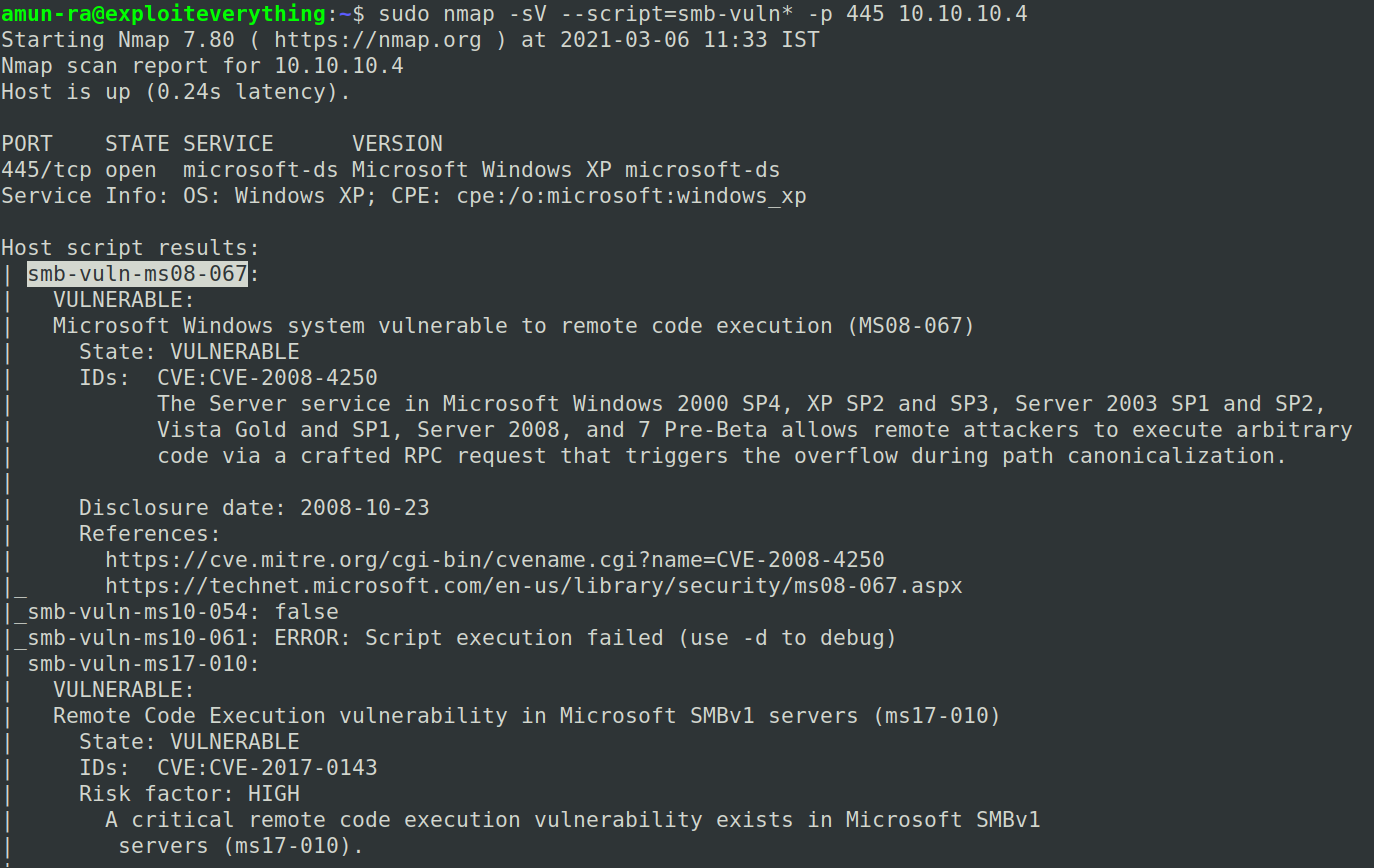 amun-ra@exploiteverything:~$ sudo nmap -sV --script=smb-vuln* -p 445 10.10.10.4
Starting Nmap 7.80 ( https://nmap.org ) at 2021-03-06 11:33 IST
Nmap scan report for 10.10.10.4
Host is up (0.24s latency).

PORT    STATE SERVICE      VERSION
445/tcp open  microsoft-ds Microsoft Windows XP microsoft-ds
Service Info: OS: Windows XP; CPE: cpe:/o:microsoft:windows_xp

Host script results:
| smb-vuln-ms08-067:
|   VULNERABLE:
|   Microsoft Windows system vulnerable to remote code execution (MS08-067)
|     State: VULNERABLE
|     IDs:  CVE:CVE-2008-4250
|           The Server service in Microsoft Windows 2000 SP4, XP SP2 and SP3, Server 2003 SP1 and SP2,
|           Vista Gold and SP1, Server 2008, and 7 Pre-Beta allows remote attackers to execute arbitrary
|           code via a crafted RPC request that triggers the overflow during path canonicalization.
|
|     Disclosure date: 2008-10-23
|     References:
|       https://cve.mitre.org/cgi-bin/cvename.cgi?name=CVE-2008-4250
|_      https://technet.microsoft.com/en-us/library/security/ms08-067.aspx
|_smb-vuln-ms10-054: false
|_smb-vuln-ms10-061: ERROR: Script execution failed (use -d to debug)
| smb-vuln-ms17-010:
|   VULNERABLE:
|   Remote Code Execution vulnerability in Microsoft SMBv1 servers (ms17-010)
|     State: VULNERABLE
|     IDs:  CVE:CVE-2017-0143
|     Risk factor: HIGH
|       A critical remote code execution vulnerability exists in Microsoft SMBv1
|        servers (ms17-010).
|